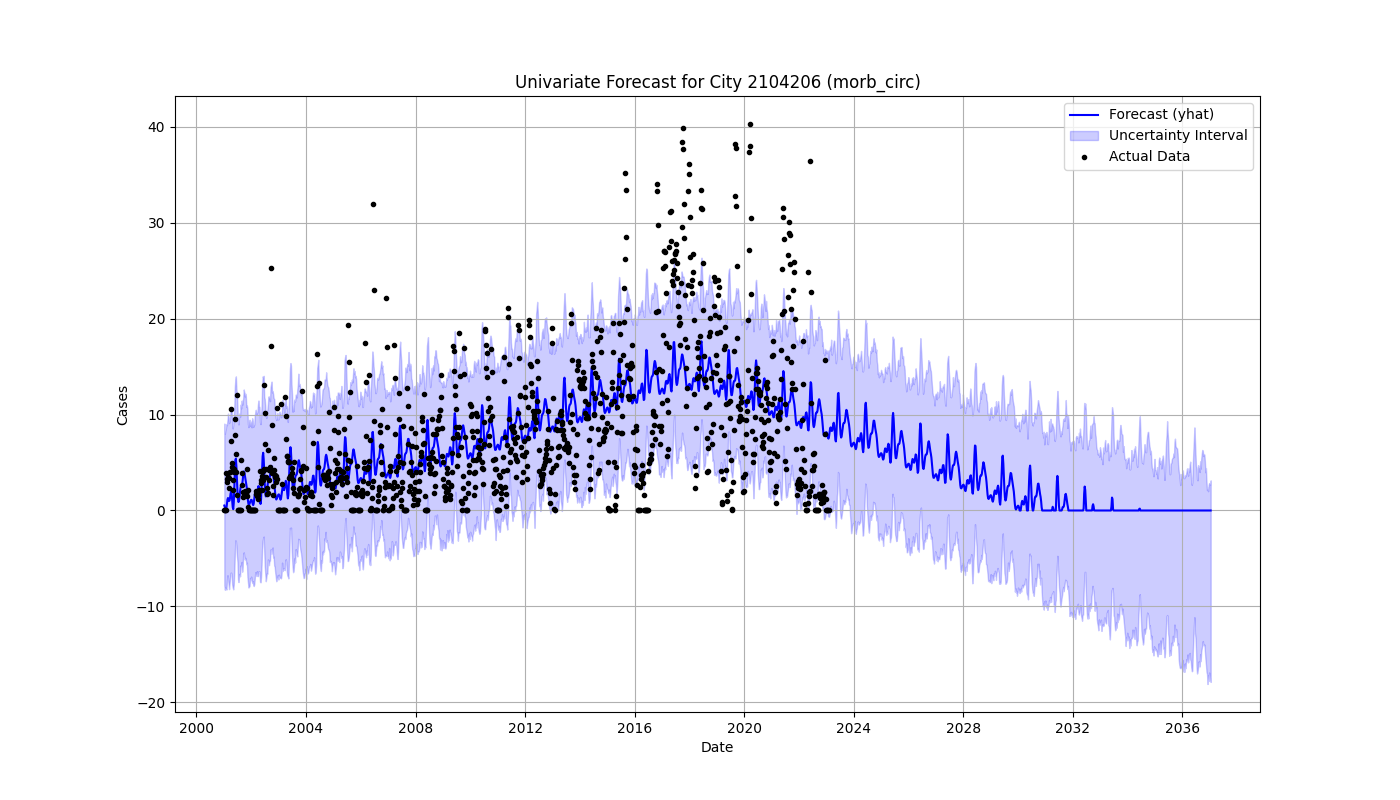 Univariate Forecast for City 2104206 (morb_circ)
Forecast (yhat)
Uncertainty Interval
Actual Data
Cases
40
30
20
10
0
−10
−20
2000 2004 2008 2012 2016 2020 2024 2028 2032 2036
Date